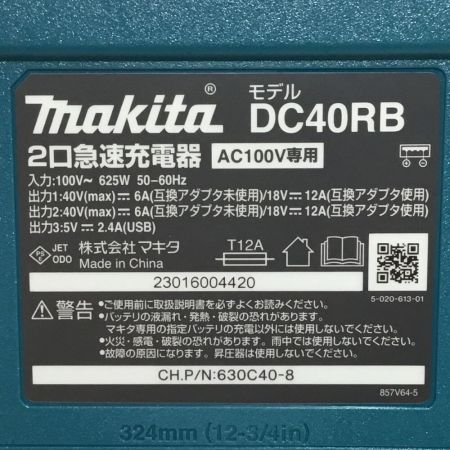 makita ® モデル DC40RB
2口急速充電器 AC100V専用
入力:100V~ 625W 50-60Hz
出力1:40V(max)⎓6A(互換アダプタ未使用)/18V⎓12A(互換アダプタ使用)
出力2:40V(max)⎓6A(互換アダプタ未使用)/18V⎓12A(互換アダプタ使用)
出力3:5V⎓2.4A(USB)
PS JET ODO 株式会社マキタ T12A
Made in China
23016004420
5-020-613-01
警告 •ご使用前に取扱説明書を必ずよくお読みください。
•バッテリの液漏れ・発熱・破裂の恐れがあります。
マキタ専用の指定バッテリの充電以外には使用しないでください。
•火災・感電・破裂の恐れがあります。雨中では使用しないでください。
•故障の原因になります。昇圧器は使用しないでください。
CH.P/N:630C40-8
857V64-5
324mm (12-3/4in)